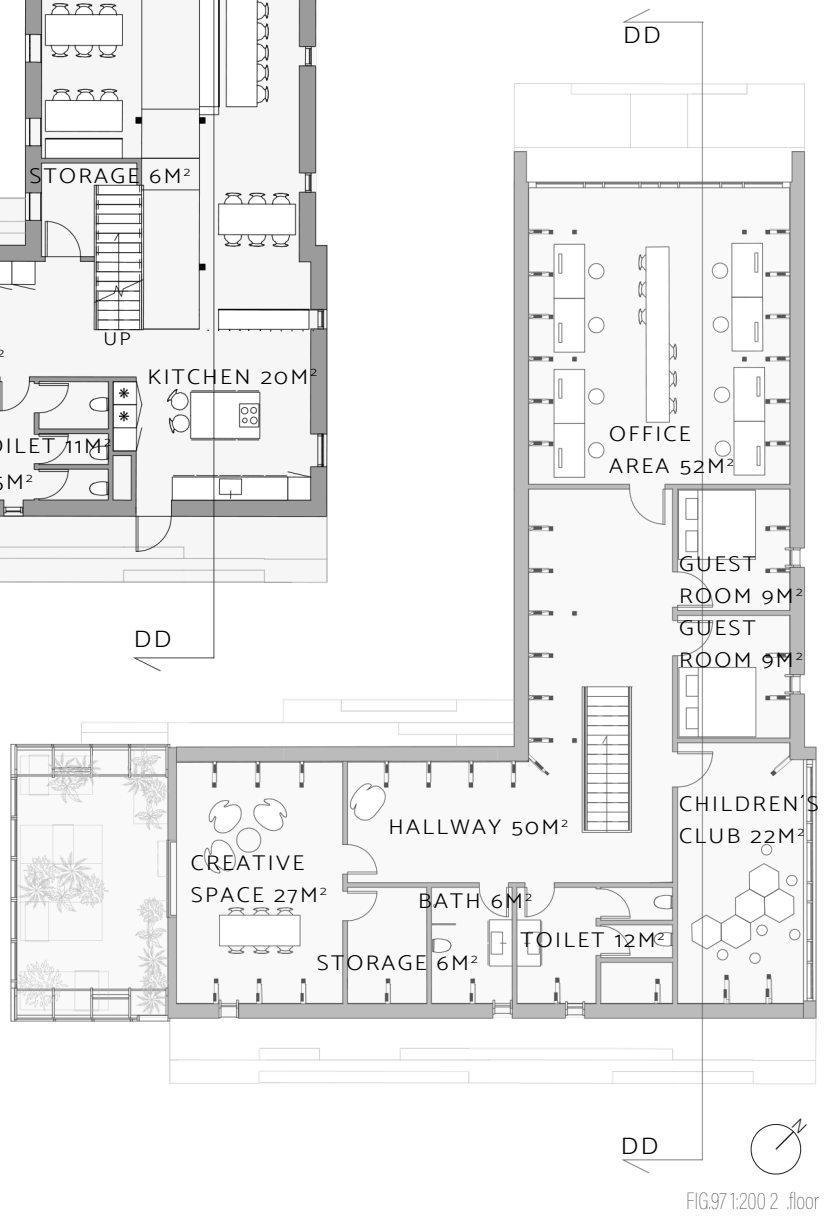 DD
STORAGE 6M²
UP
²
KITCHEN 20M²
OILET 11M²
5M²
DD
OFFICE
AREA 52M²
GUEST
ROOM 9M²
GUEST
ROOM 9M²
CHILDREN'S
CLUB 22M²
HALLWAY 50M²
CREATIVE
SPACE 27M²
BATH 6M²
TOILET 12M²
STORAGE 6M²
DD
N
FIG.97 1:200 2 .floor